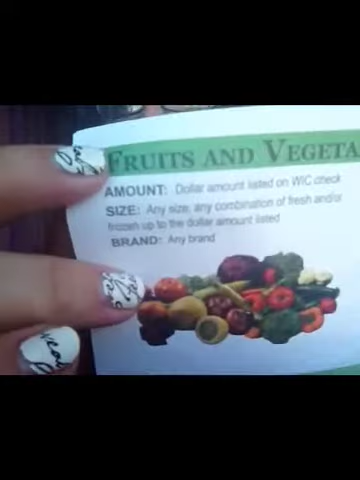 FRUITS AND VEGETA
AMOUNT: Dollar amount listed on WIC check
SIZE: Any size; any combination of fresh and/or
frozen up to the dollar amount listed
BRAND: Any brand